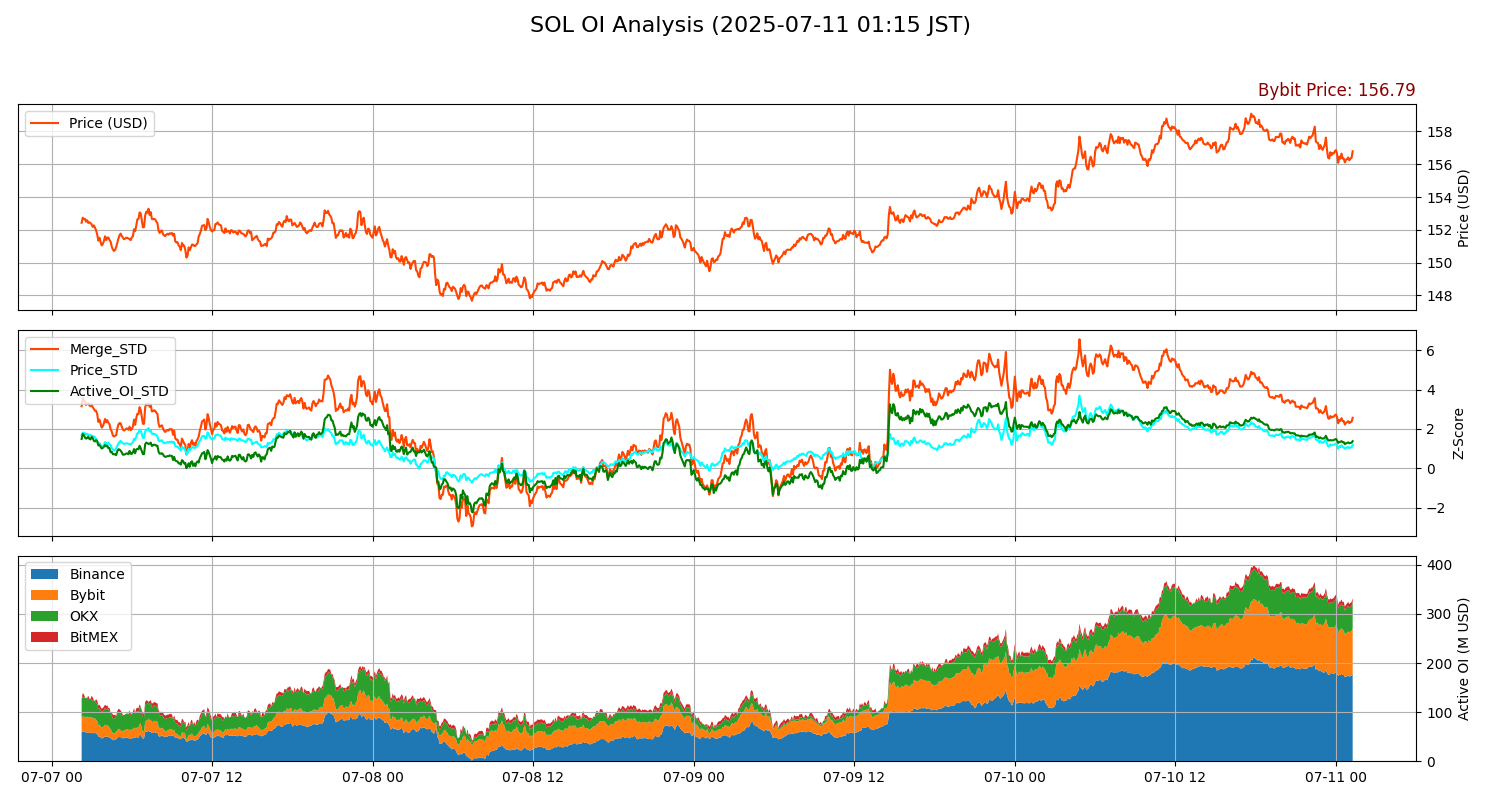 SOL OI Analysis (2025-07-11 01:15 JST)
Bybit Price: 156.79
Price (USD)
158
156
154
152
150
148
Price (USD)
Merge_STD
Price_STD
Active_OI_STD
6
4
2
0
−2
Z-Score
Binance
Bybit
OKX
BitMEX
400
300
200
100
0
Active OI (M USD)
07-07 00
07-07 12
07-08 00
07-08 12
07-09 00
07-09 12
07-10 00
07-10 12
07-11 00